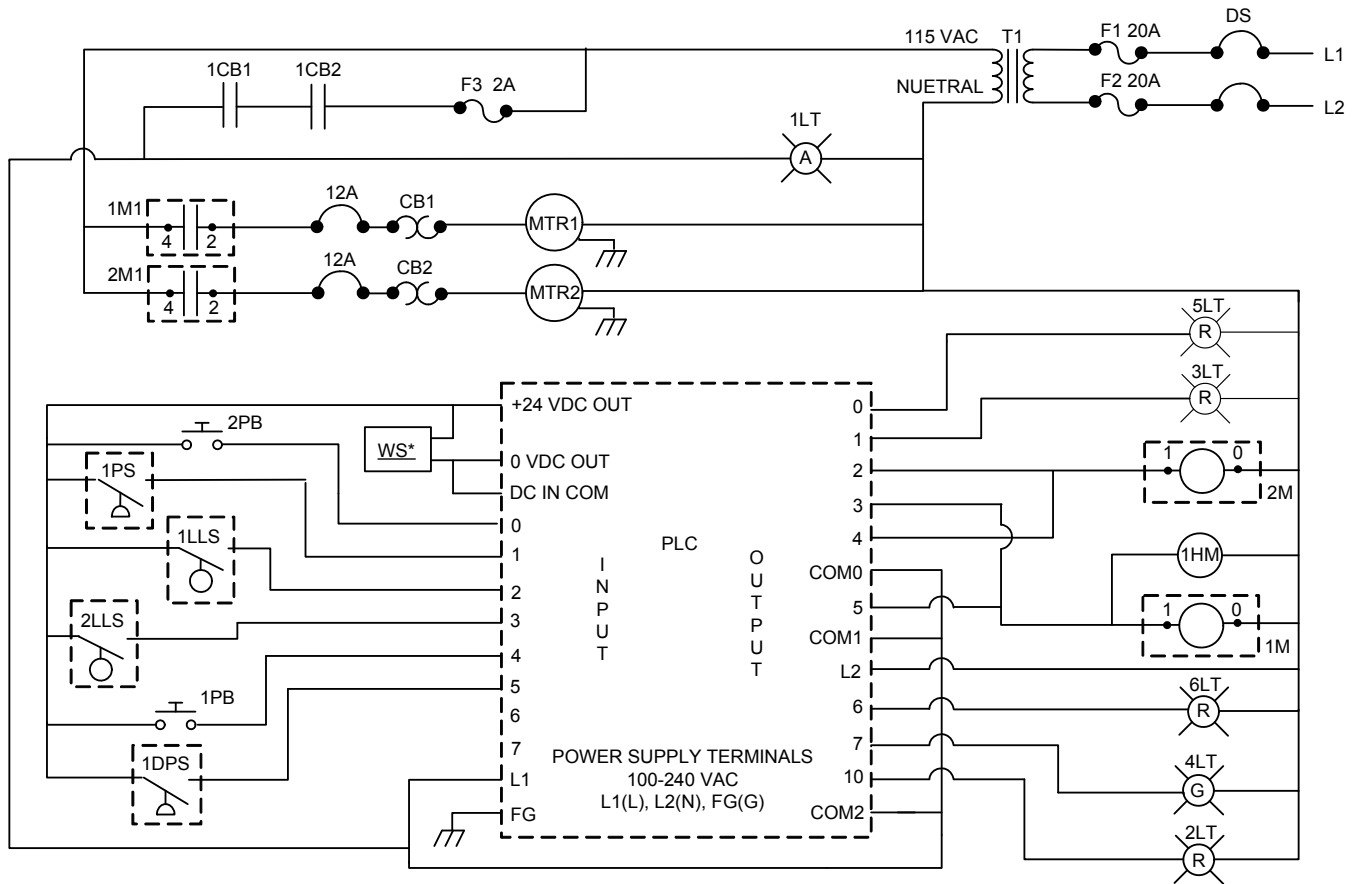 DS
115 VAC
T1
F1 20A
L1
1CB1
1CB2
F3 2A
NUETRAL
F2 20A
L2
1LT
A
1M1
4
2
12A
CB1
MTR1
2M1
4
2
12A
CB2
MTR2
5LT
R
3LT
R
+24 VDC OUT
2PB
WS*
0 VDC OUT
DC IN COM
1PS
0
1LLS
1
2
2LLS
3
4
1PB
5
6
1DPS
7
L1
FG
INPUT
PLC
OUTPUT
POWER SUPPLY TERMINALS
100-240 VAC
L1(L), L2(N), FG(G)
0
1
2
3
4
COM0
5
COM1
L2
6
7
10
COM2
1
0
2M
1HM
1
0
1M
6LT
R
4LT
G
2LT
R